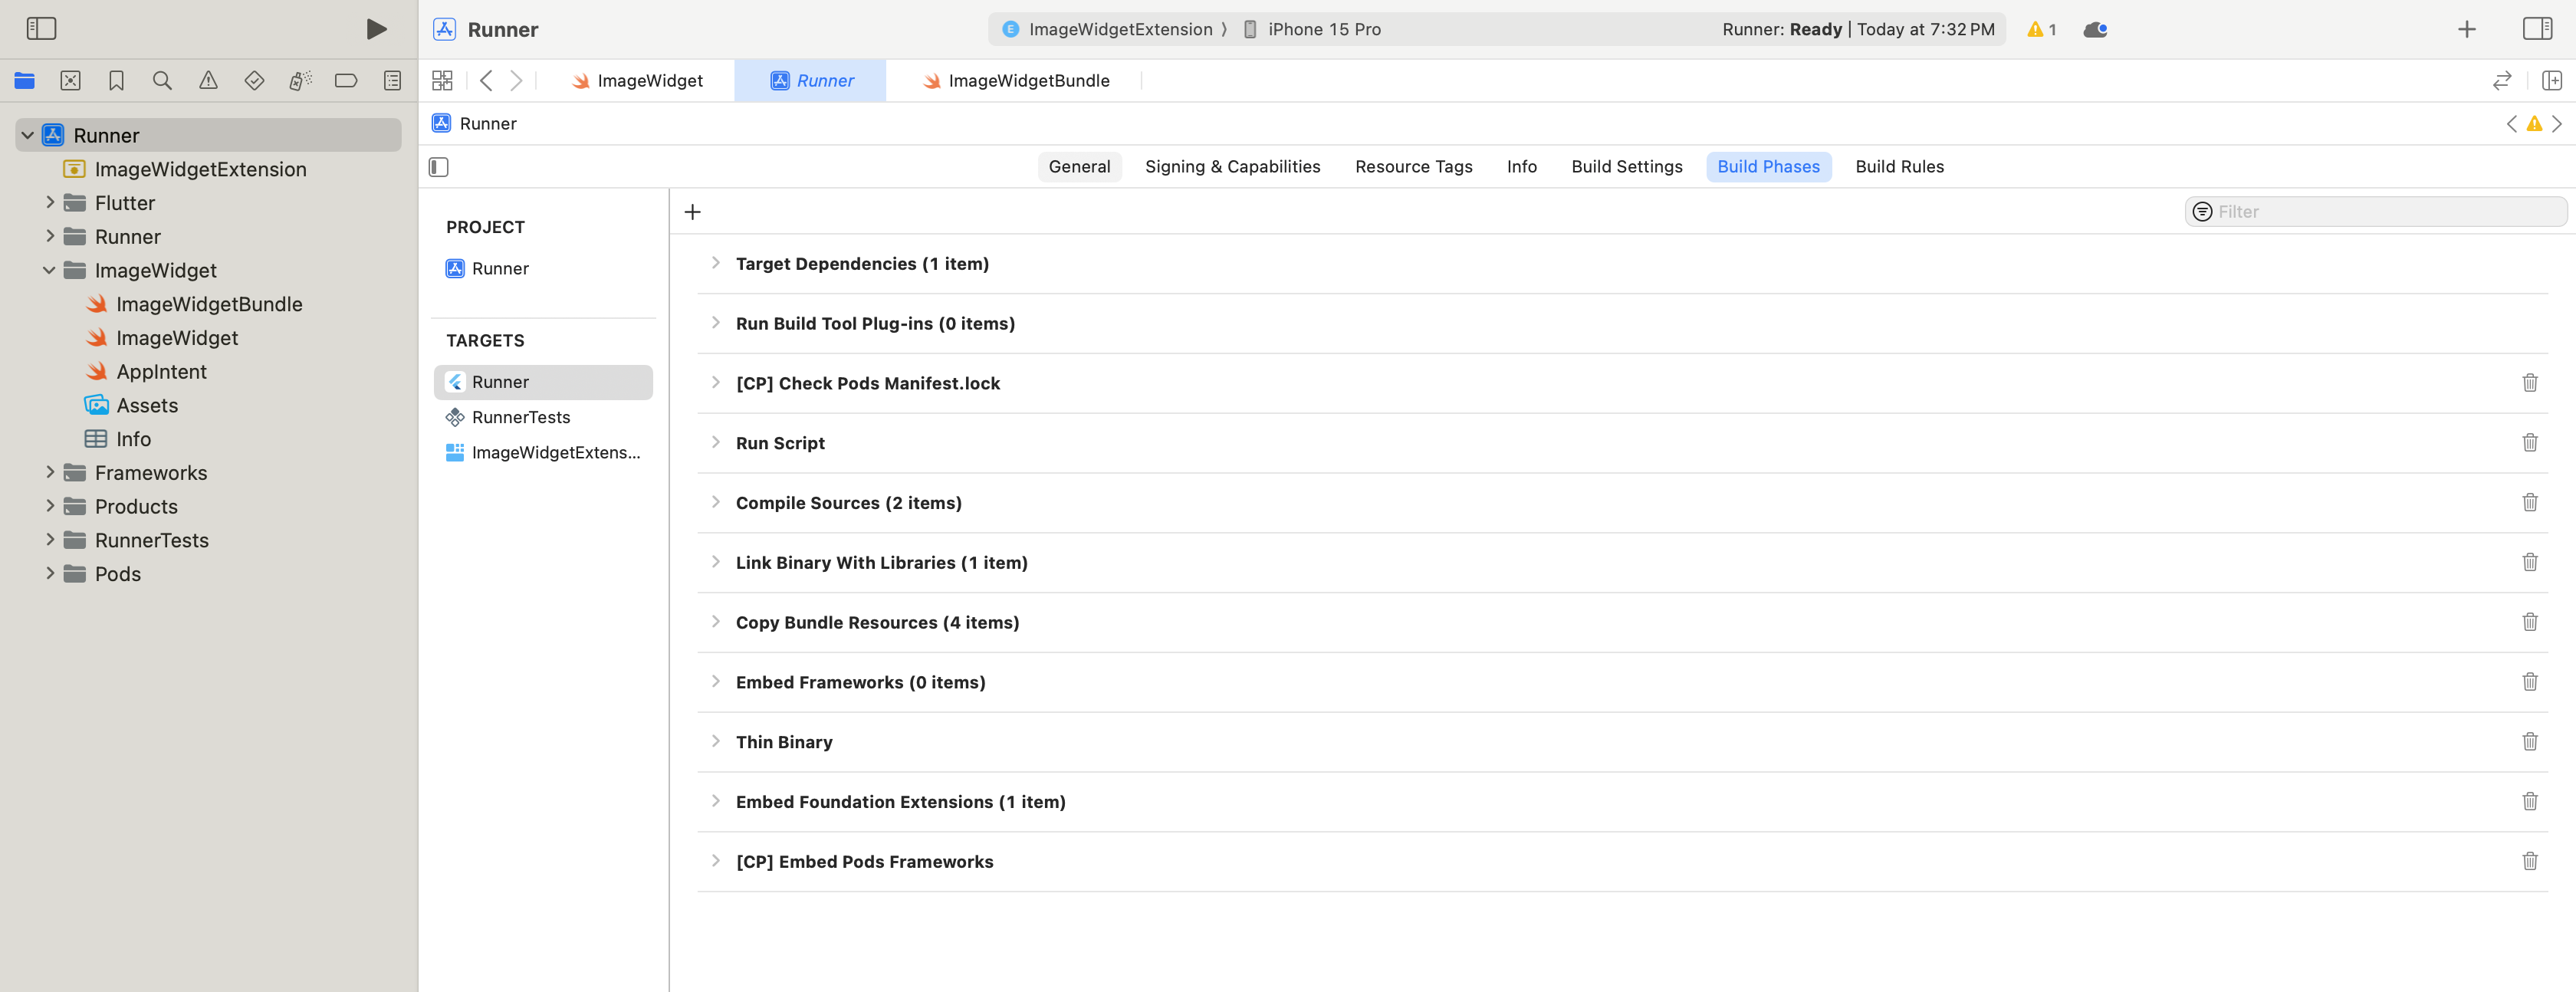 Runner
ImageWidgetExtension 〉 iPhone 15 Pro
Runner: Ready | Today at 7:32 PM
1
ImageWidget
Runner
ImageWidgetBundle
Runner
General
Signing & Capabilities
Resource Tags
Info
Build Settings
Build Phases
Build Rules
Runner
ImageWidgetExtension
Flutter
Runner
ImageWidget
ImageWidgetBundle
ImageWidget
AppIntent
Assets
Info
Frameworks
Products
RunnerTests
Pods
PROJECT
Runner
TARGETS
Runner
RunnerTests
ImageWidgetExtens...
Filter
Target Dependencies (1 item)
Run Build Tool Plug-ins (0 items)
[CP] Check Pods Manifest.lock
Run Script
Compile Sources (2 items)
Link Binary With Libraries (1 item)
Copy Bundle Resources (4 items)
Embed Frameworks (0 items)
Thin Binary
Embed Foundation Extensions (1 item)
[CP] Embed Pods Frameworks